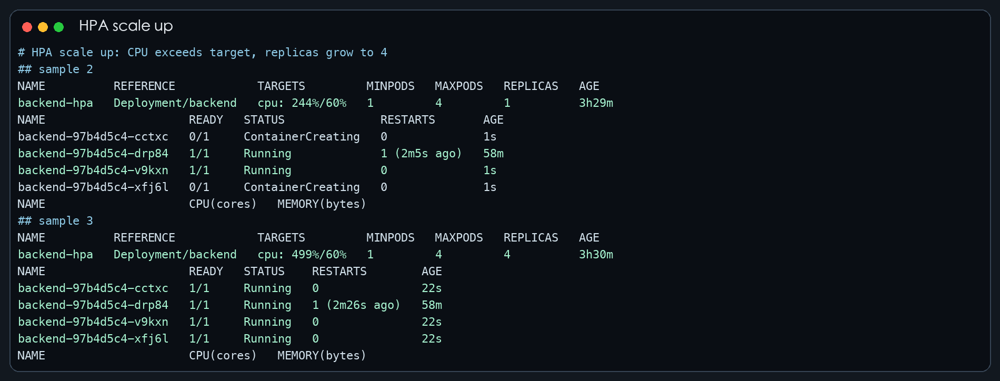 HPA scale up
# HPA scale up: CPU exceeds target, replicas grow to 4
## sample 2
NAME          REFERENCE            TARGETS         MINPODS   MAXPODS   REPLICAS   AGE
backend-hpa   Deployment/backend   cpu: 244%/60%   1         4         1          3h29m
NAME                     READY   STATUS              RESTARTS       AGE
backend-97b4d5c4-cctxc   0/1     ContainerCreating   0              1s
backend-97b4d5c4-drp84   1/1     Running             1 (2m5s ago)   58m
backend-97b4d5c4-v9kxn   1/1     Running             0              1s
backend-97b4d5c4-xfj6l   0/1     ContainerCreating   0              1s
NAME                     CPU(cores)   MEMORY(bytes)
## sample 3
NAME          REFERENCE            TARGETS         MINPODS   MAXPODS   REPLICAS   AGE
backend-hpa   Deployment/backend   cpu: 499%/60%   1         4         4          3h30m
NAME                     READY   STATUS    RESTARTS        AGE
backend-97b4d5c4-cctxc   1/1     Running   0               22s
backend-97b4d5c4-drp84   1/1     Running   1 (2m26s ago)   58m
backend-97b4d5c4-v9kxn   1/1     Running   0               22s
backend-97b4d5c4-xfj6l   1/1     Running   0               22s
NAME                     CPU(cores)   MEMORY(bytes)